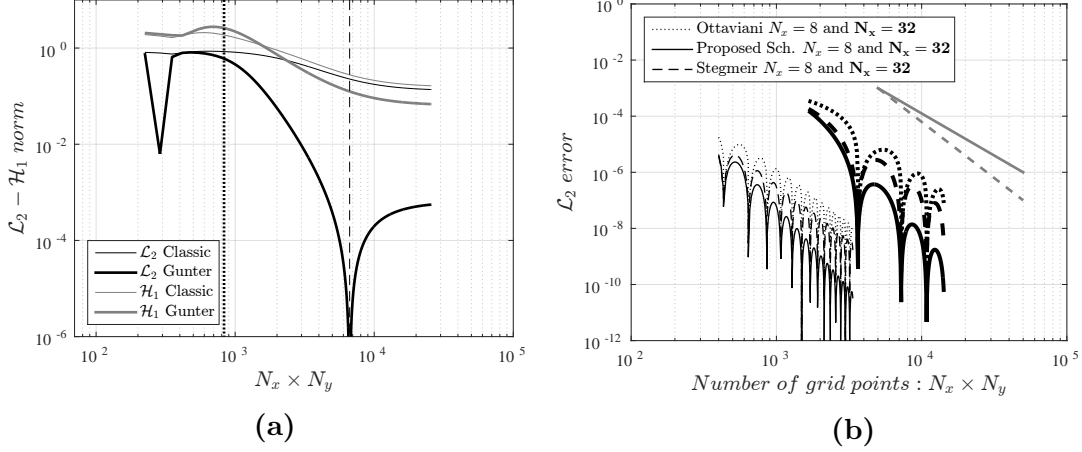 10^0
10^-2
10^-4
10^-6
10^2
10^3
10^4
10^5
L_2 − H_1 norm
N_x × N_y
L_2 Classic
L_2 Gunter
H_1 Classic
H_1 Gunter
(a)
10^0
10^-2
10^-4
10^-6
10^-8
10^-10
10^-12
10^2
10^3
10^4
10^5
L_2 error
Number of grid points : N_x × N_y
Ottaviani N_x = 8 and N_x = 32
Proposed Sch. N_x = 8 and N_x = 32
Stegmeir N_x = 8 and N_x = 32
(b)